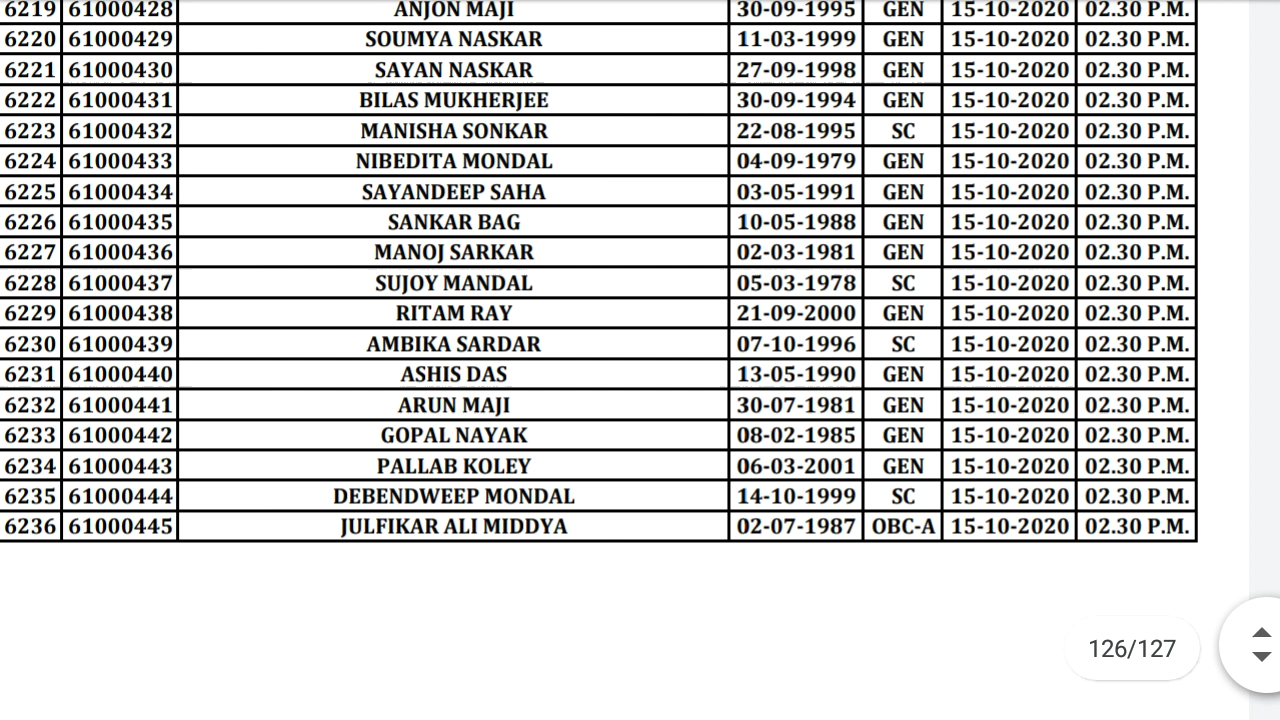 6219 61000428 ANJON MAJI 30-09-1995 GEN 15-10-2020 02.30 P.M.
6220 61000429 SOUMYA NASKAR 11-03-1999 GEN 15-10-2020 02.30 P.M.
6221 61000430 SAYAN NASKAR 27-09-1998 GEN 15-10-2020 02.30 P.M.
6222 61000431 BILAS MUKHERJEE 30-09-1994 GEN 15-10-2020 02.30 P.M.
6223 61000432 MANISHA SONKAR 22-08-1995 SC 15-10-2020 02.30 P.M.
6224 61000433 NIBEDITA MONDAL 04-09-1979 GEN 15-10-2020 02.30 P.M.
6225 61000434 SAYANDEEP SAHA 03-05-1991 GEN 15-10-2020 02.30 P.M.
6226 61000435 SANKAR BAG 10-05-1988 GEN 15-10-2020 02.30 P.M.
6227 61000436 MANOJ SARKAR 02-03-1981 GEN 15-10-2020 02.30 P.M.
6228 61000437 SUJOY MANDAL 05-03-1978 SC 15-10-2020 02.30 P.M.
6229 61000438 RITAM RAY 21-09-2000 GEN 15-10-2020 02.30 P.M.
6230 61000439 AMBIKA SARDAR 07-10-1996 SC 15-10-2020 02.30 P.M.
6231 61000440 ASHIS DAS 13-05-1990 GEN 15-10-2020 02.30 P.M.
6232 61000441 ARUN MAJI 30-07-1981 GEN 15-10-2020 02.30 P.M.
6233 61000442 GOPAL NAYAK 08-02-1985 GEN 15-10-2020 02.30 P.M.
6234 61000443 PALLAB KOLEY 06-03-2001 GEN 15-10-2020 02.30 P.M.
6235 61000444 DEBENDWEEP MONDAL 14-10-1999 SC 15-10-2020 02.30 P.M.
6236 61000445 JULFIKAR ALI MIDDYA 02-07-1987 OBC-A 15-10-2020 02.30 P.M.
126/127